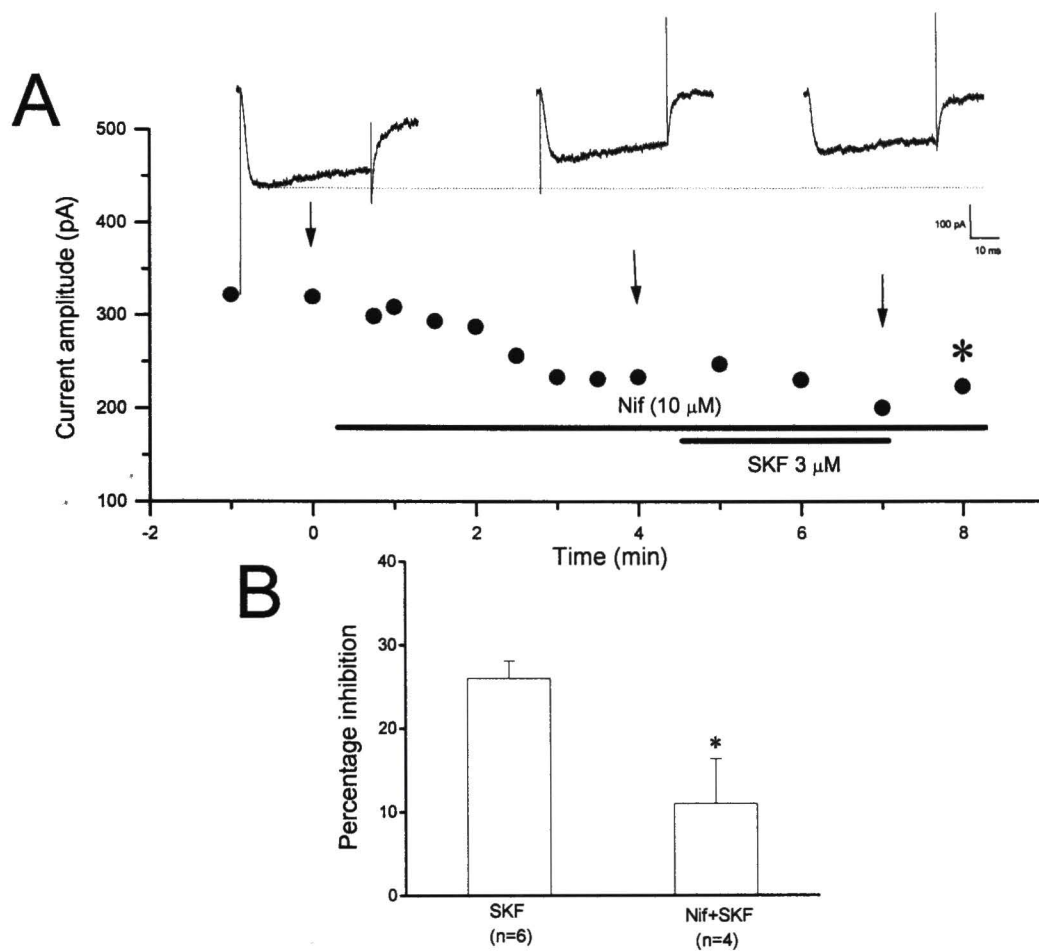 A
500
400
300
200
100
Current amplitude (pA)
100 pA
10 ms
*
Nif (10 μM)
SKF 3 μM
-2 0 2 4 6 8
Time (min)
B
40
30
20
10
0
Percentage inhibition
*
SKF
(n=6)
Nif+SKF
(n=4)